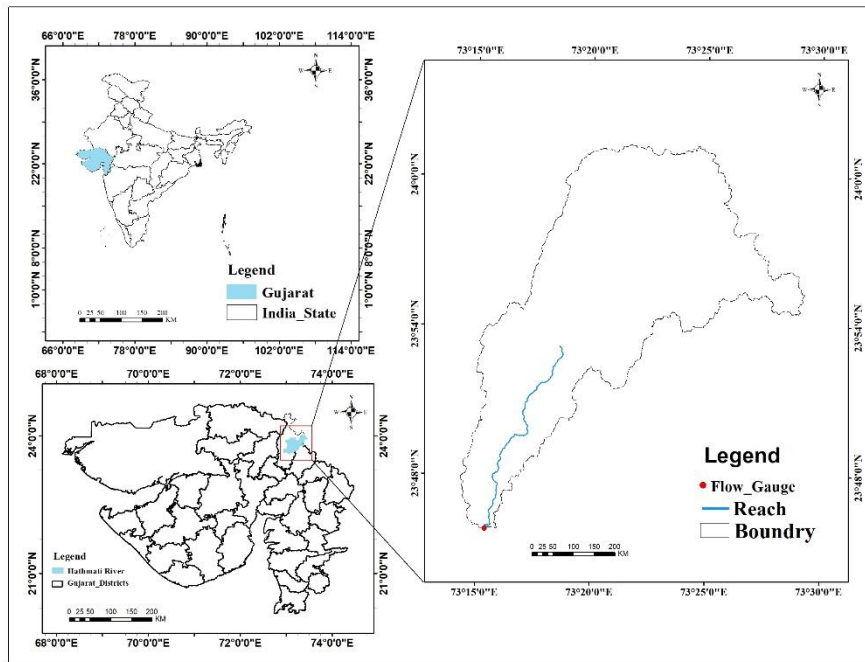 66°0'0"E 78°0'0"E 90°0'0"E 102°0'0"E 114°0'0"E
36°0'0"N
22°0'0"N
8°0'0"N
1°0'0"N
36°0'0"N
22°0'0"N
8°0'0"N
1°0'0"N
N
W E
S
Legend
Gujarat
India_State
0 25 50 100 150 200
KM
66°0'0"E 78°0'0"E 90°0'0"E 102°0'0"E 114°0'0"E
68°0'0"E 70°0'0"E 72°0'0"E 74°0'0"E
24°0'0"N
21°0'0"N
24°0'0"N
21°0'0"N
N
W E
S
Legend
Hathmati River
Gujarat_Districts
0 25 50 100 150 200
KM
68°0'0"E 70°0'0"E 72°0'0"E 74°0'0"E
73°15'0"E 73°20'0"E 73°25'0"E 73°30'0"E
24°0'0"N
23°54'0"N
23°48'0"N
24°0'0"N
23°54'0"N
23°48'0"N
N
W E
S
Legend
Flow_Gauge
Reach
Boundry
0 25 50 100 150 200
KM
73°15'0"E 73°20'0"E 73°25'0"E 73°30'0"E